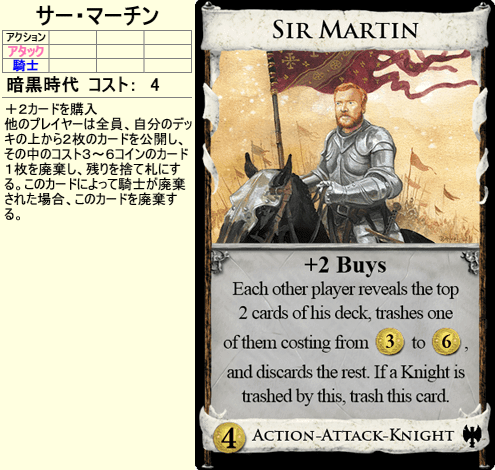 サー・マーチン
アクション
アタック
騎士
暗黒時代 コスト： 4
＋２カードを購入
他のプレイヤーは全員、自分のデッ
キの上から２枚のカードを公開し、
その中のコスト３～６コインのカード
１枚を廃棄し、残りを捨て札にす
る。このカードによって騎士が廃棄
された場合、このカードを廃棄す
る。
SIR MARTIN
+2 Buys
Each other player reveals the top
2 cards of his deck, trashes one
of them costing from 3 to 6,
and discards the rest. If a Knight is
trashed by this, trash this card.
4 ACTION-ATTACK-KNIGHT